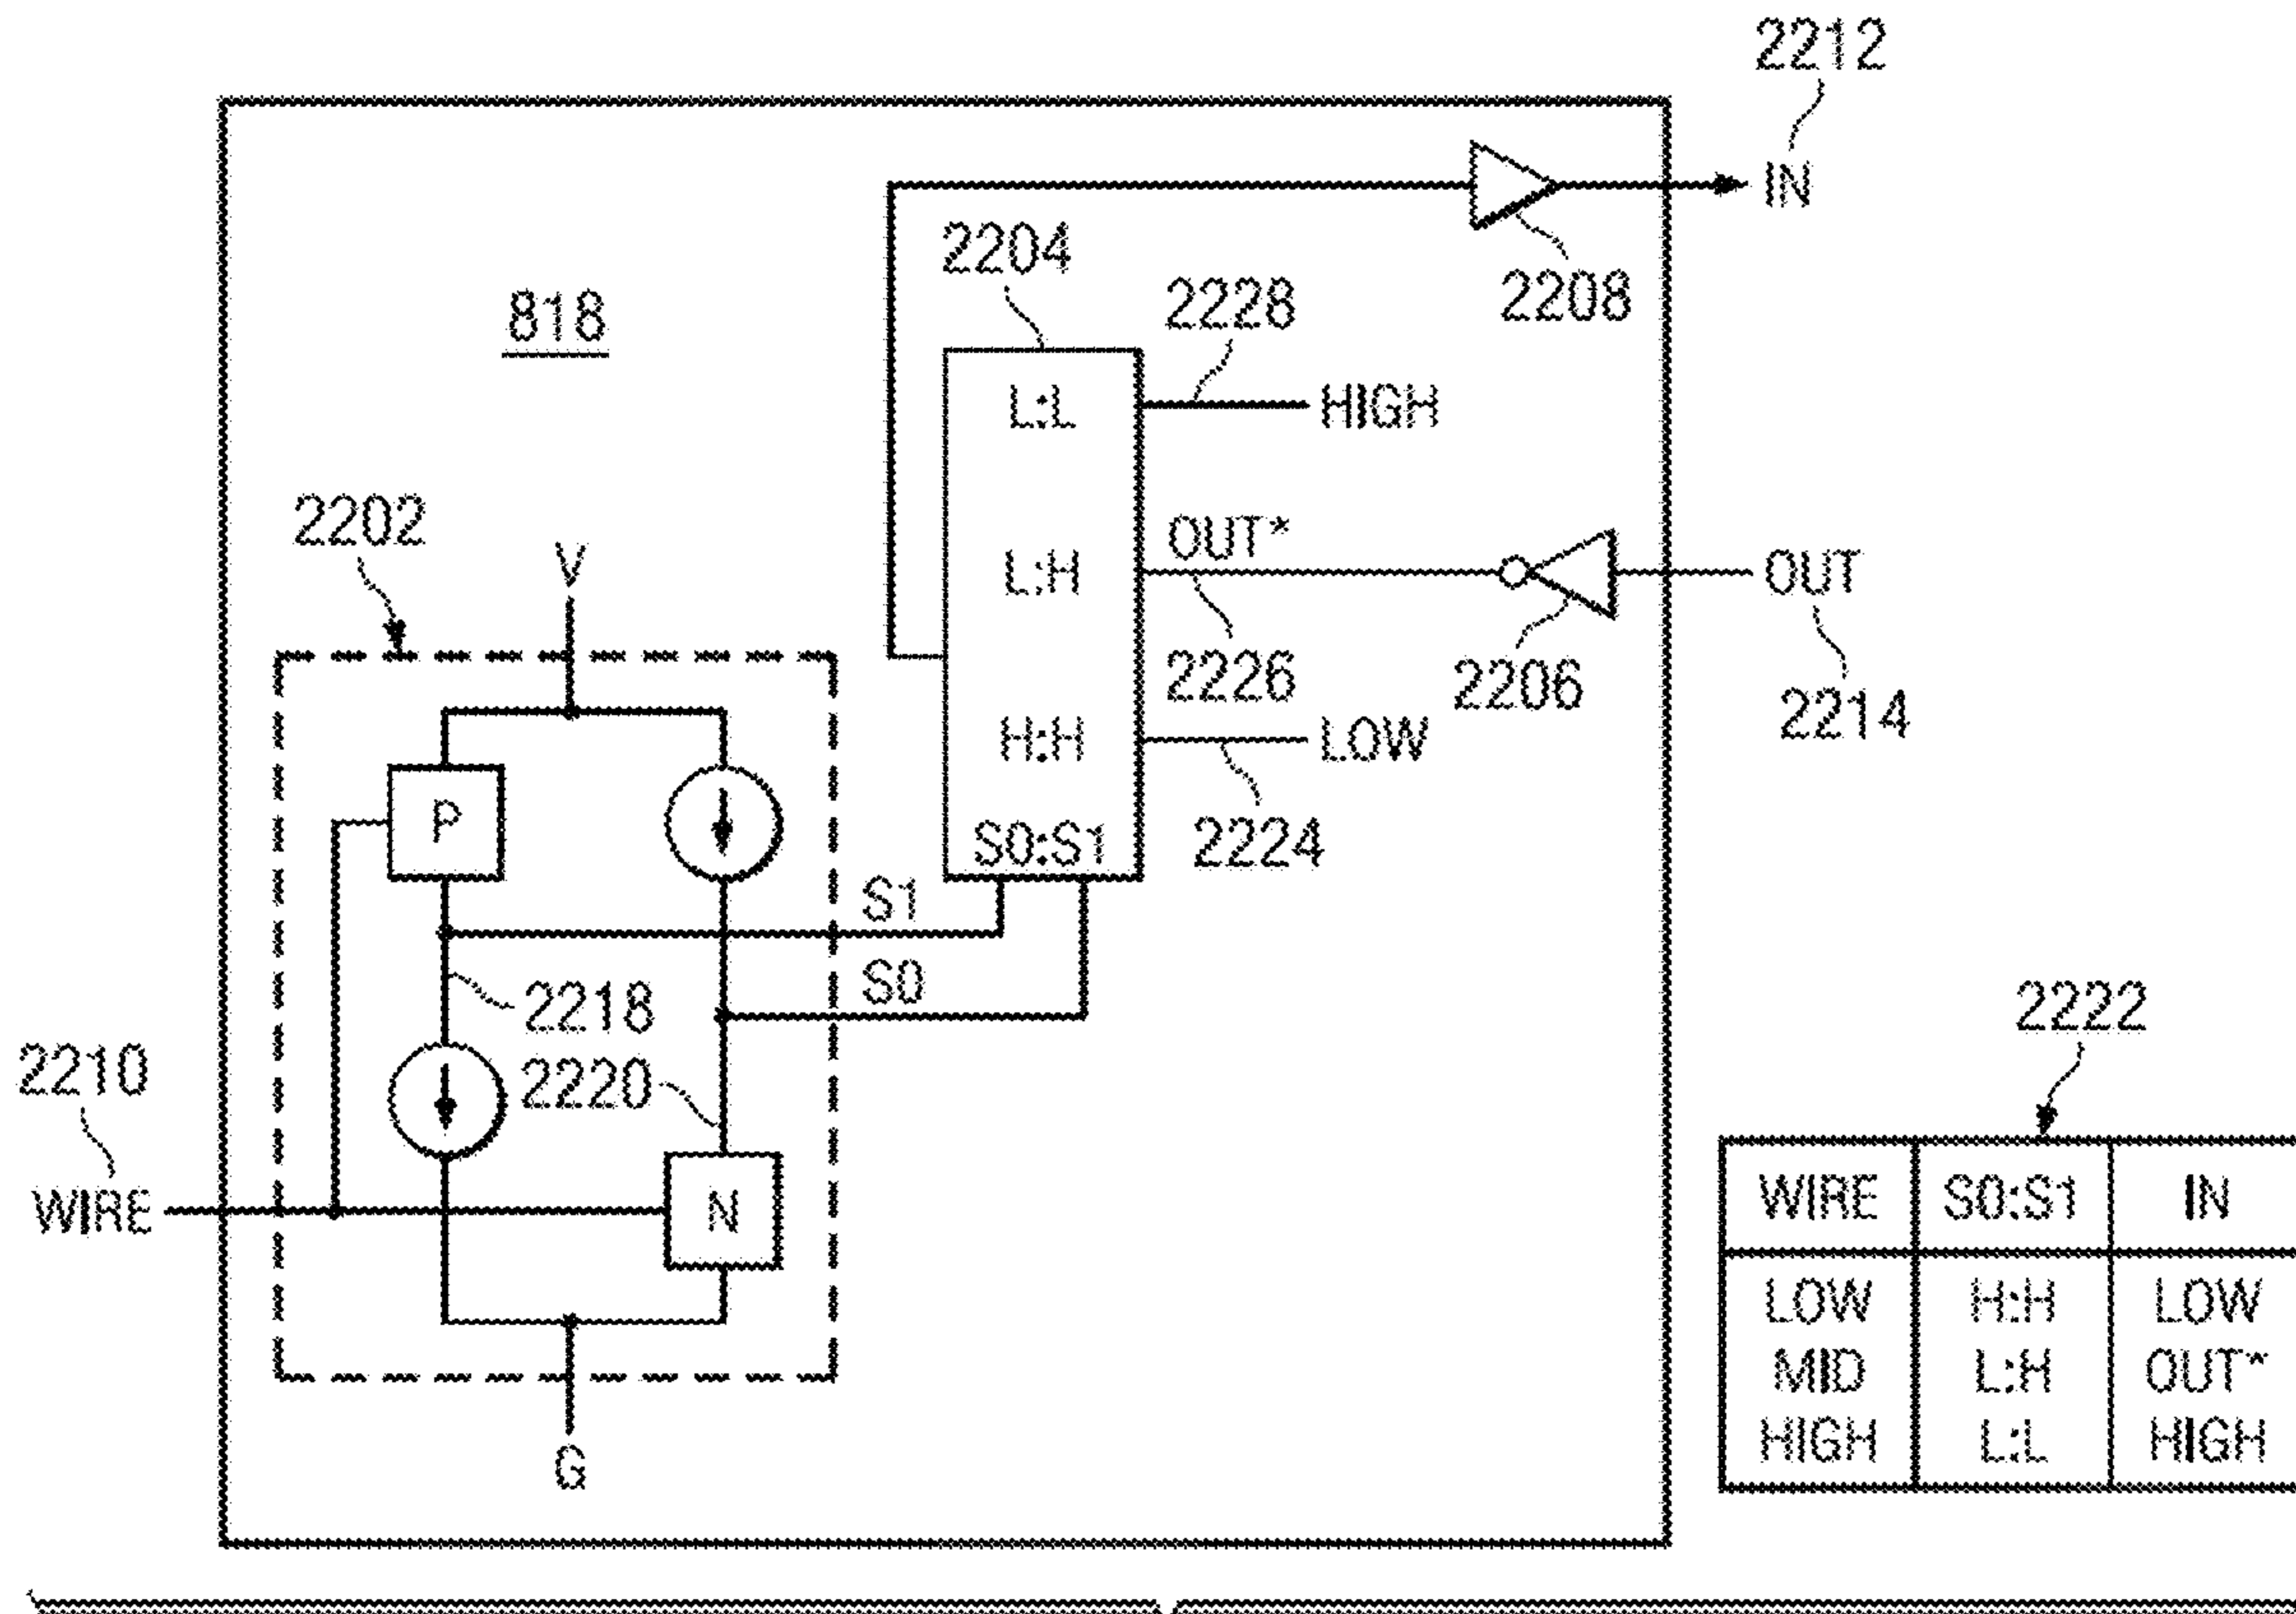 2212
IN
2208
2204
2228
818
L:L
HIGH
2202
V
OUT*
L:H
OUT
2226
2206
2214
H:H
LOW
P
S0:S1
2224
S1
S0
2218
2220
2210
WIRE
N
G
2222
WIRE S0:S1 IN
LOW H:H LOW
MID L:H OUT*
HIGH L:L HIGH